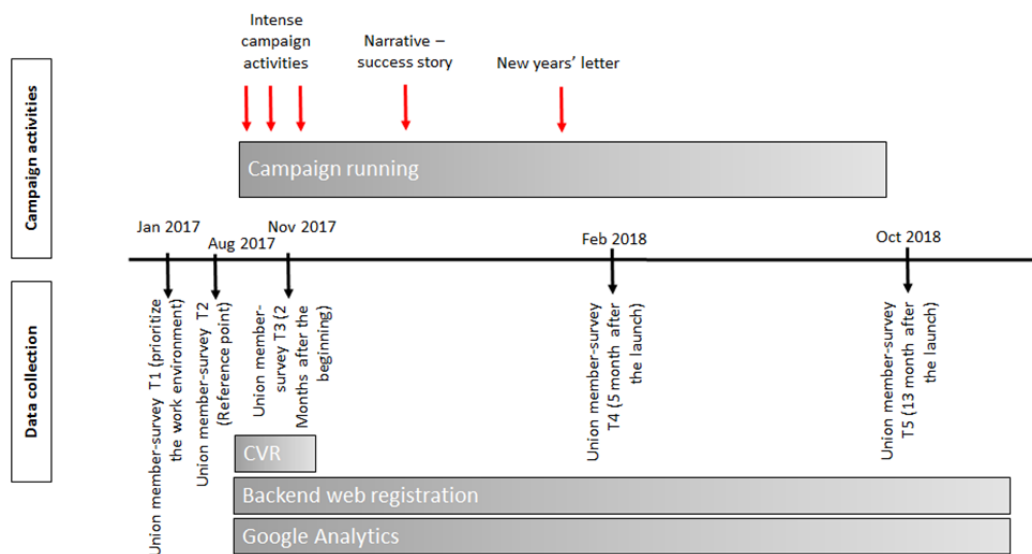 Intense
campaign
activities
Narrative –
success story
New years' letter
Campaign activities
Campaign running
Jan 2017
Aug 2017
Nov 2017
Feb 2018
Oct 2018
Data collection
Union member-survey T1 (prioritize
the work environment)
Union member-survey T2
(Reference point)
Union member-
survey T3 (2
Months after the
beginning)
Union member-survey
T4 (5 month after
the launch)
Union member-survey
T5 (13 month after
the launch)
CVR
Backend web registration
Google Analytics